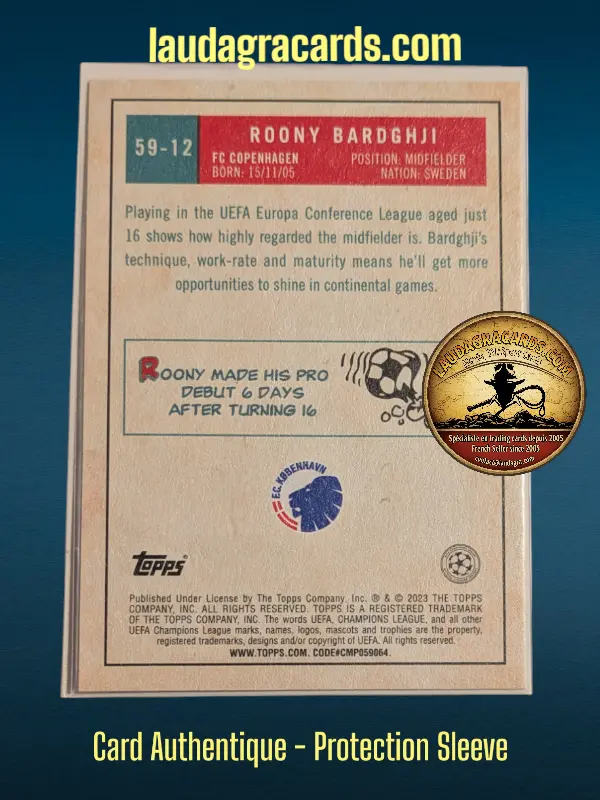 laudagracards.com
59-12
ROONY BARDGHJI
FC COPENHAGEN
POSITION: MIDFIELDER
BORN: 15/11/05
NATION: SWEDEN
Playing in the UEFA Europa Conference League aged just
16 shows how highly regarded the midfielder is. Bardghji's
technique, work-rate and maturity means he'll get more
opportunities to shine in continental games.
ROONY MADE HIS PRO
DEBUT 6 DAYS
AFTER TURNING 16
LAUDAGRACARDS.COM
Spécialiste en trading cards depuis 2005
French Seller since 2005
F.C. KØBENHAVN
TOPPS®
Published Under License by The Topps Company, Inc. ® & © 2023 THE TOPPS
COMPANY, INC. ALL RIGHTS RESERVED. TOPPS IS A REGISTERED TRADEMARK
OF THE TOPPS COMPANY, INC. The words UEFA, CHAMPIONS LEAGUE, and all other
UEFA Champions League marks, names, logos, mascots and trophies are the property,
registered trademarks, designs and/or copyright of UEFA. All rights reserved.
WWW.TOPPS.COM. CODE#CMP059064.
Card Authentique - Protection Sleeve